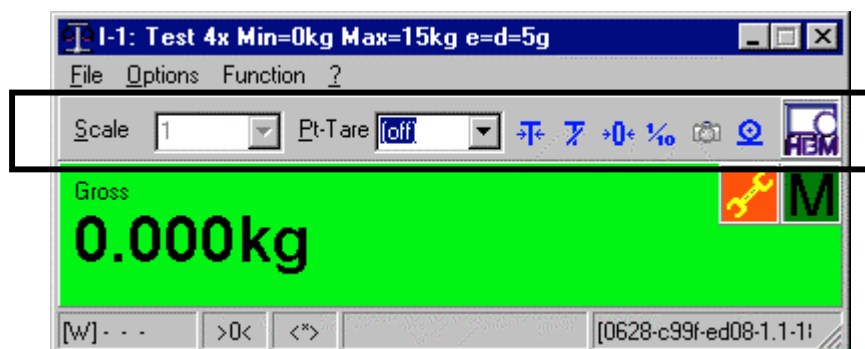 I-1: Test 4x Min=0kg Max=15kg e=d=5g
File Options Function ?
Scale 1 Pt-Tare (off) →T← T →0← 1/10 HBM
Gross
0.000kg
M
[W] - - - >0< <*> [0628-c99f-ed08-1.1-1